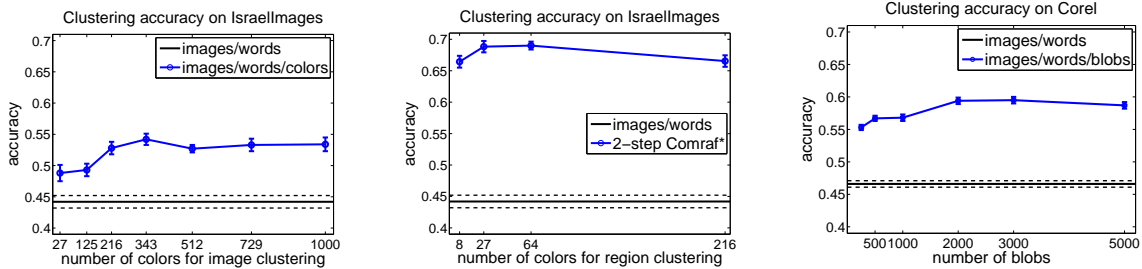 Clustering accuracy on IsraelImages
0.7
0.65
0.6
0.55
0.5
0.45
0.4
accuracy
images/words
images/words/colors
27 125 216 343 512 729 1000
number of colors for image clustering
Clustering accuracy on IsraelImages
0.7
0.65
0.6
0.55
0.5
0.45
0.4
accuracy
images/words
2-step Comraf*
8 27 64 216
number of colors for region clustering
Clustering accuracy on Corel
0.7
0.65
0.6
0.55
0.5
0.45
0.4
accuracy
images/words
images/words/blobs
500 1000 2000 3000 5000
number of blobs